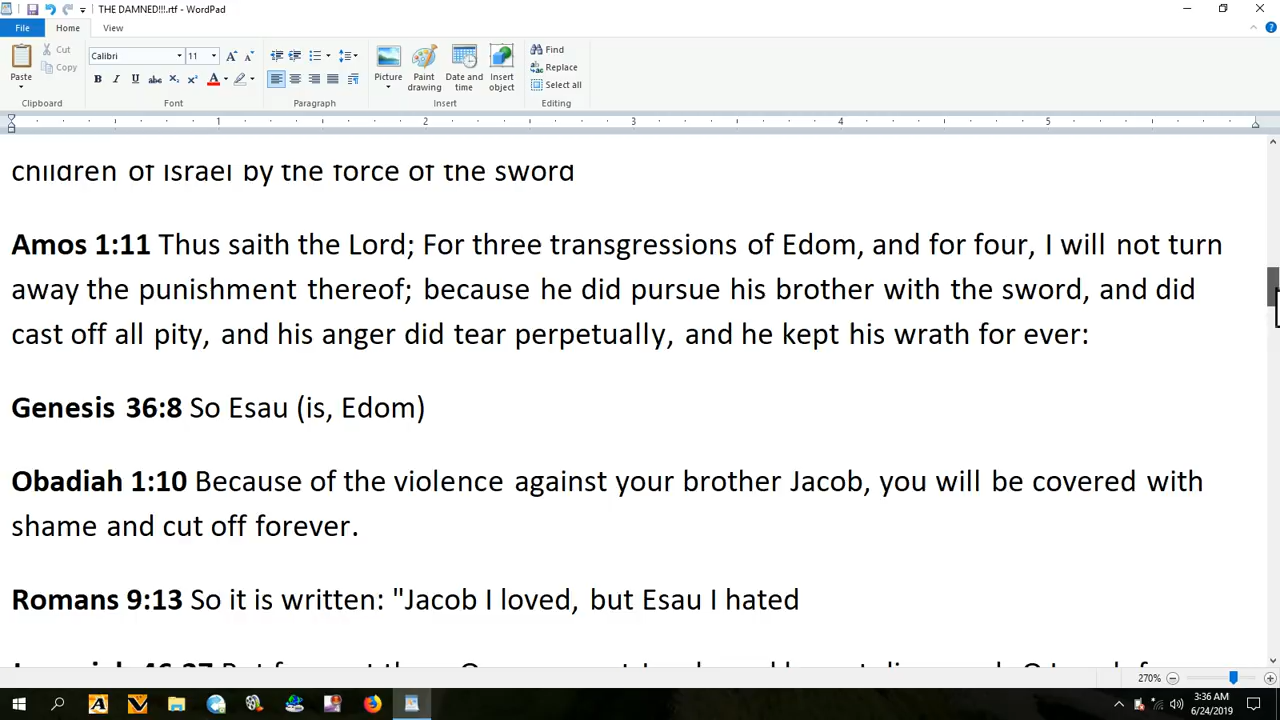 THE DAMNED!!!.rtf - WordPad
File Home View
Paste
Cut
Copy
Clipboard
Calibri 11
Font
Paragraph
Picture
Paint drawing
Date and time
Insert object
Insert
Find
Replace
Select all
Editing
1 2 3 4 5
children of Israel by the force of the sword
Amos 1:11 Thus saith the Lord; For three transgressions of Edom, and for four, I will not turn
away the punishment thereof; because he did pursue his brother with the sword, and did
cast off all pity, and his anger did tear perpetually, and he kept his wrath for ever:
Genesis 36:8 So Esau (is, Edom)
Obadiah 1:10 Because of the violence against your brother Jacob, you will be covered with
shame and cut off forever.
Romans 9:13 So it is written: "Jacob I loved, but Esau I hated
270%
3:36 AM
6/24/2019